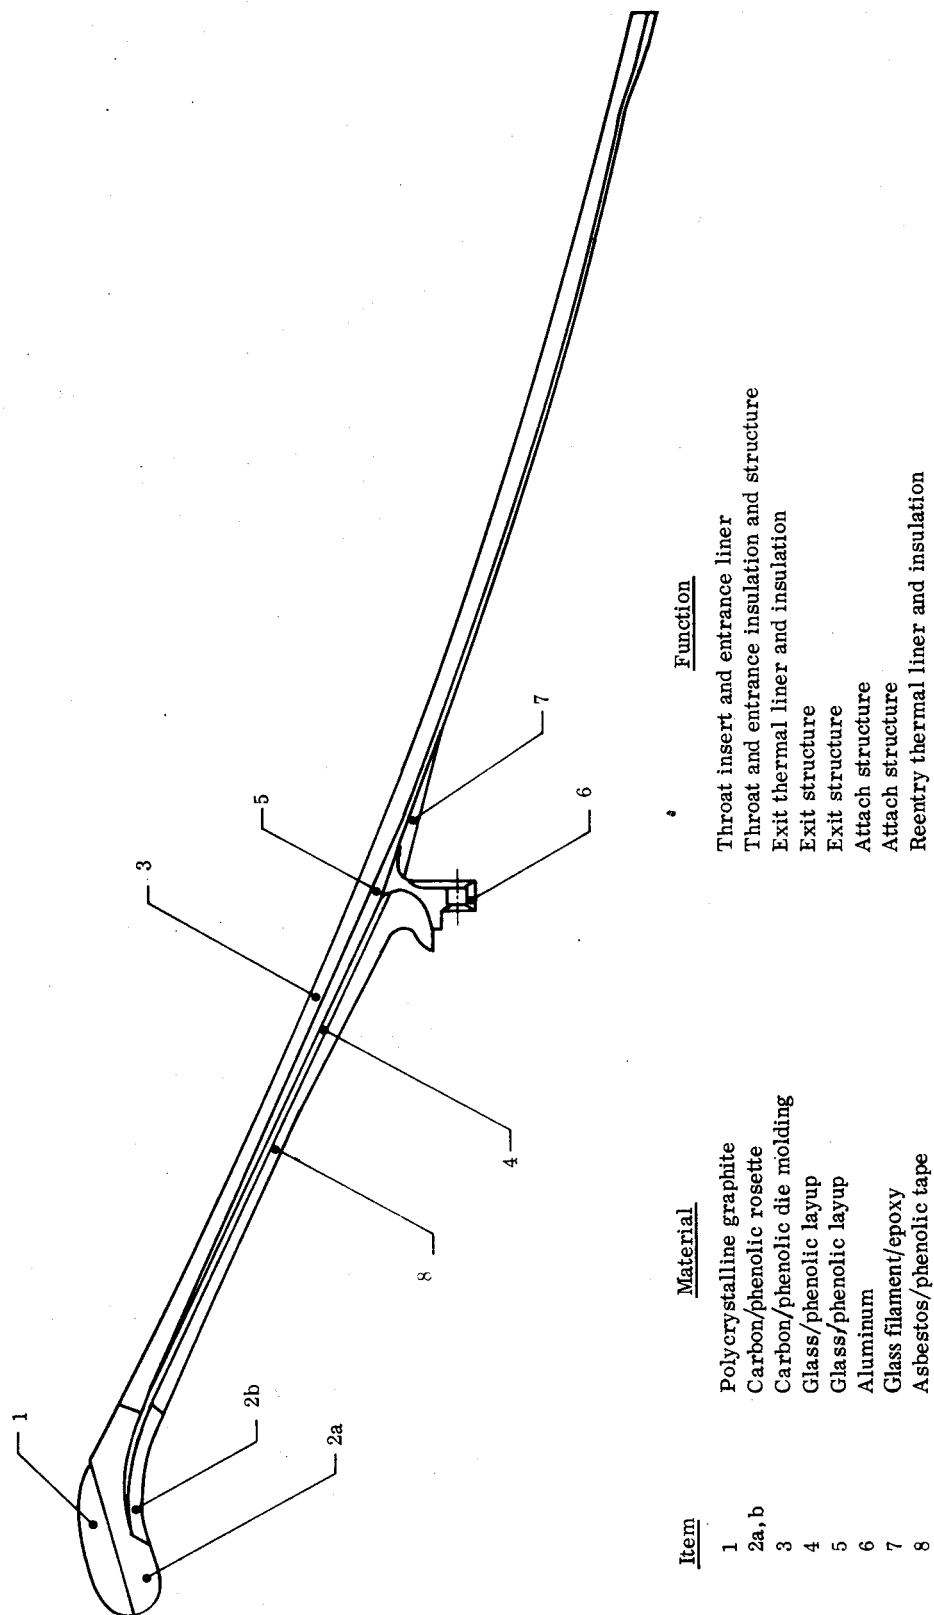 1
2a
2b
3
4
5
6
7
8
Item Material Function
1 Polycrystalline graphite Throat insert and entrance liner
2a,b Carbon/phenolic rosette Throat and entrance insulation and structure
3 Carbon/phenolic die molding Exit thermal liner and insulation
4 Glass/phenolic layup Exit structure
5 Glass/phenolic layup Exit structure
6 Aluminum Attach structure
7 Glass filament/epoxy Attach structure
8 Asbestos/phenolic tape Reentry thermal liner and insulation